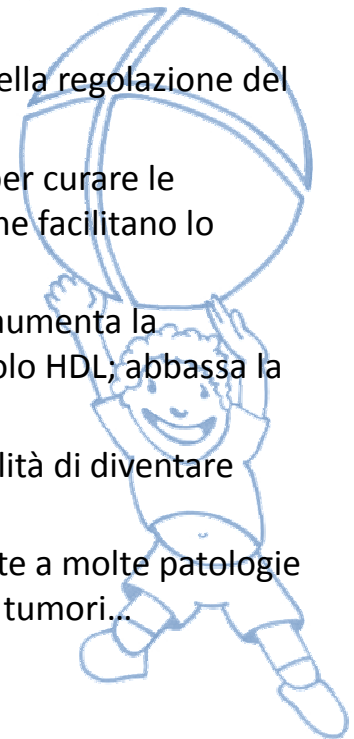 ella regolazione del
per curare le
ne facilitano lo
aumenta la
olo HDL; abbassa la
lità di diventare
te a molte patologie
tumori...